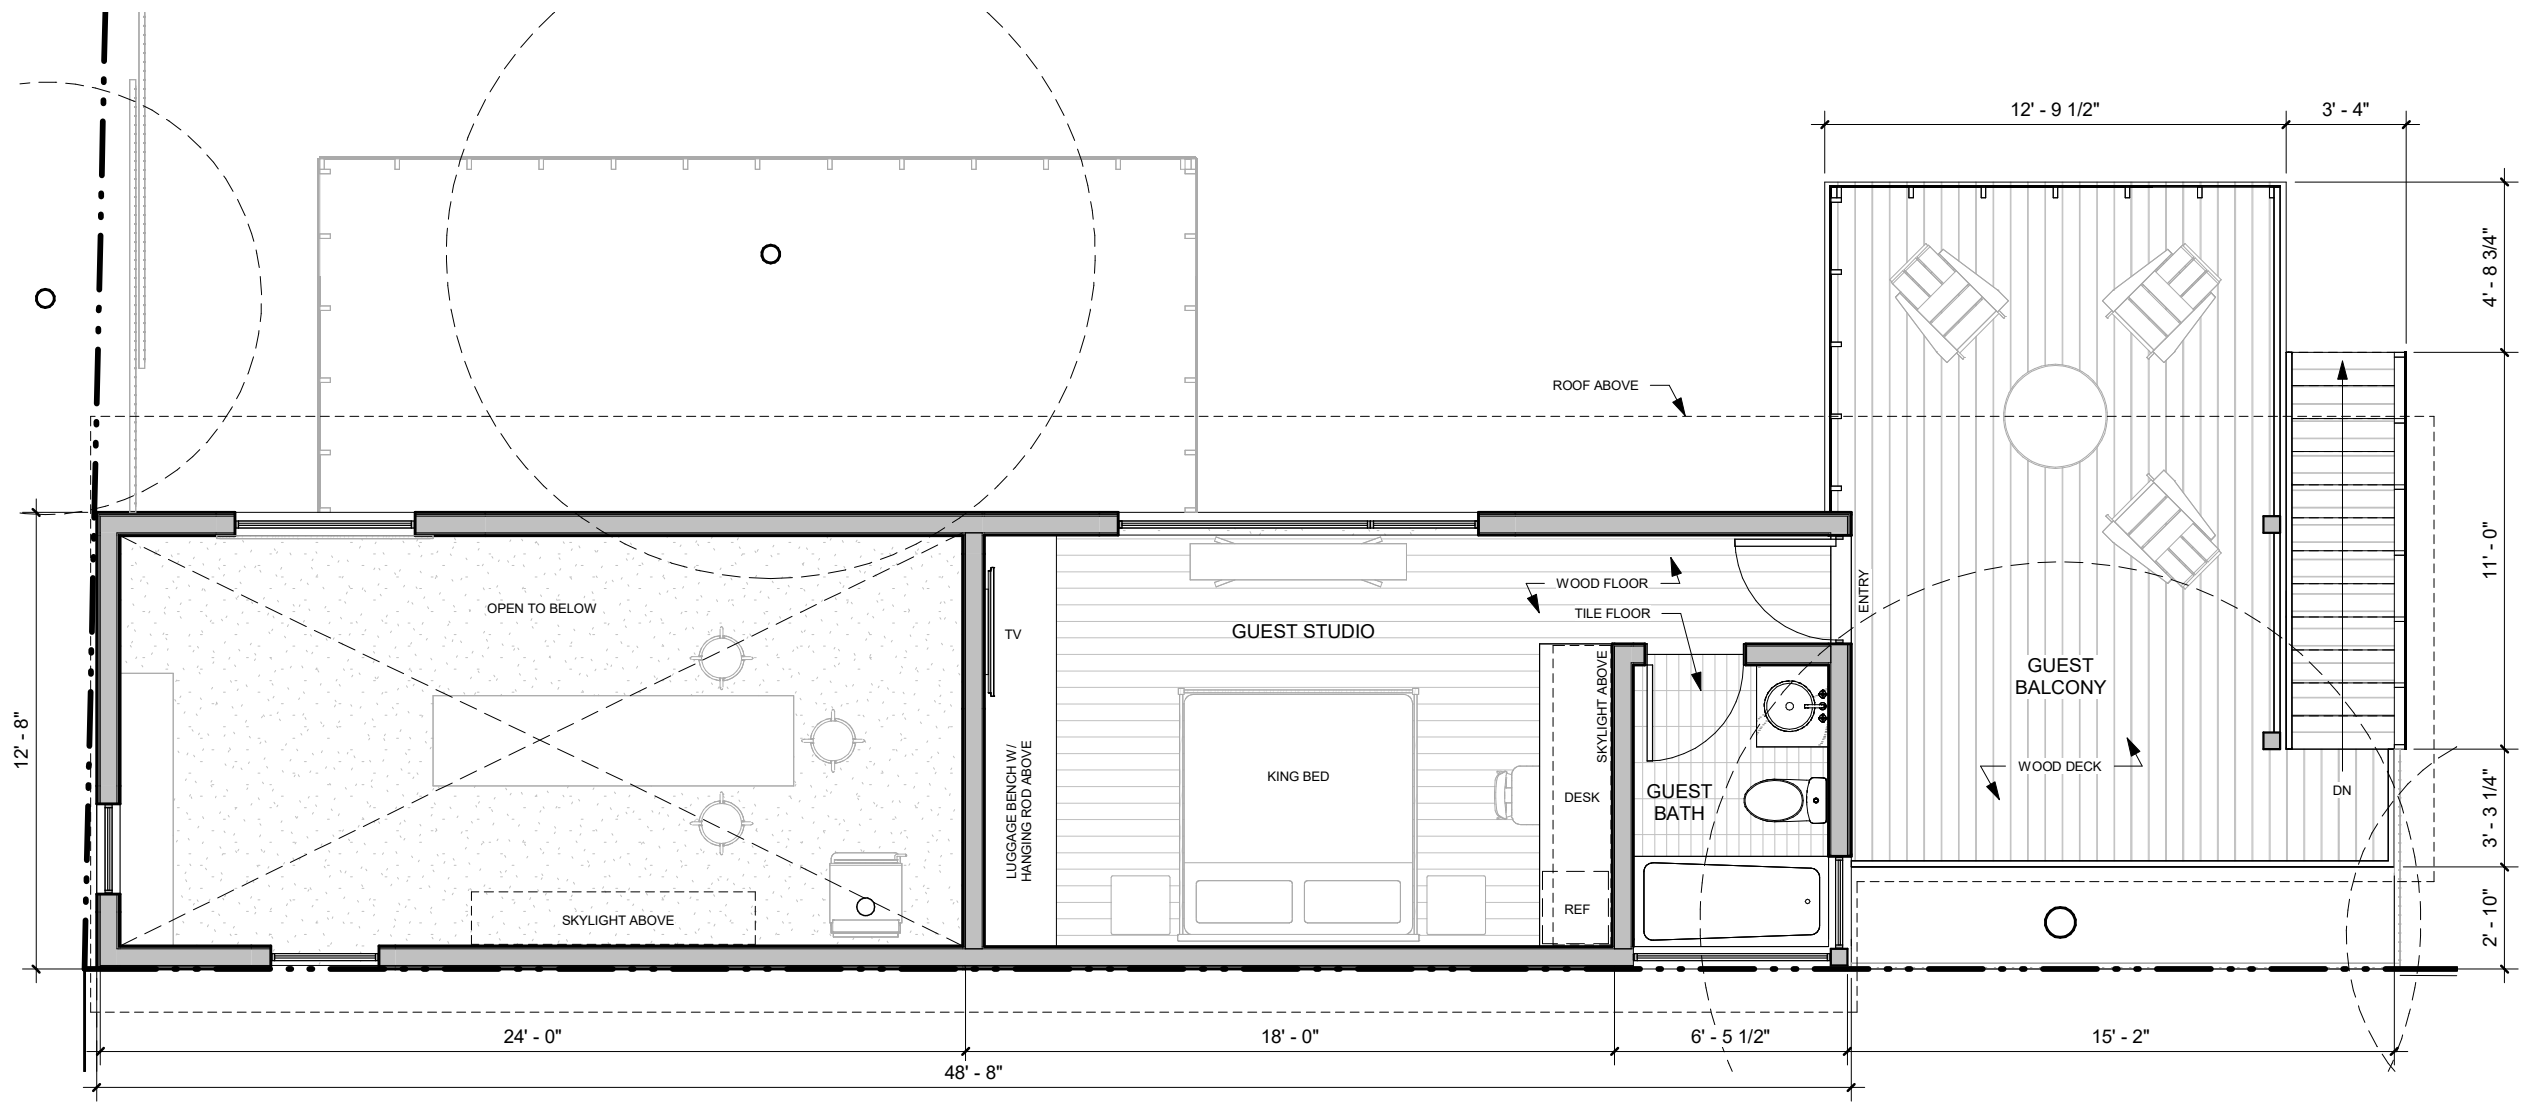 12' - 9 1/2"
3' - 4"
4' - 8 3/4"
ROOF ABOVE
11' - 0"
ENTRY
WOOD FLOOR
OPEN TO BELOW
TILE FLOOR
TV
GUEST STUDIO
SKYLIGHT ABOVE
GUEST
BALCONY
12' - 8"
LUGGAGE BENCH W/
HANGING ROD ABOVE
KING BED
DESK
GUEST
BATH
WOOD DECK
DN
3' - 3 1/4"
SKYLIGHT ABOVE
REF
2' - 10"
24' - 0"
18' - 0"
6' - 5 1/2"
15' - 2"
48' - 8"